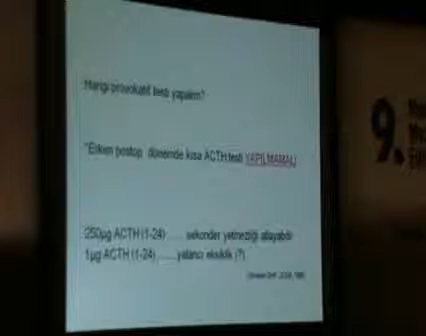 Hangi provokatif testi yapalım?
"Erken postop. dönemde kısa ACTH testi YAPILMAMALI
250µg ACTH (1-24) ..... sekonder yetmezliği atlayabilir
1µg ACTH (1-24) ..... yalancı eksiklik (?)
9.